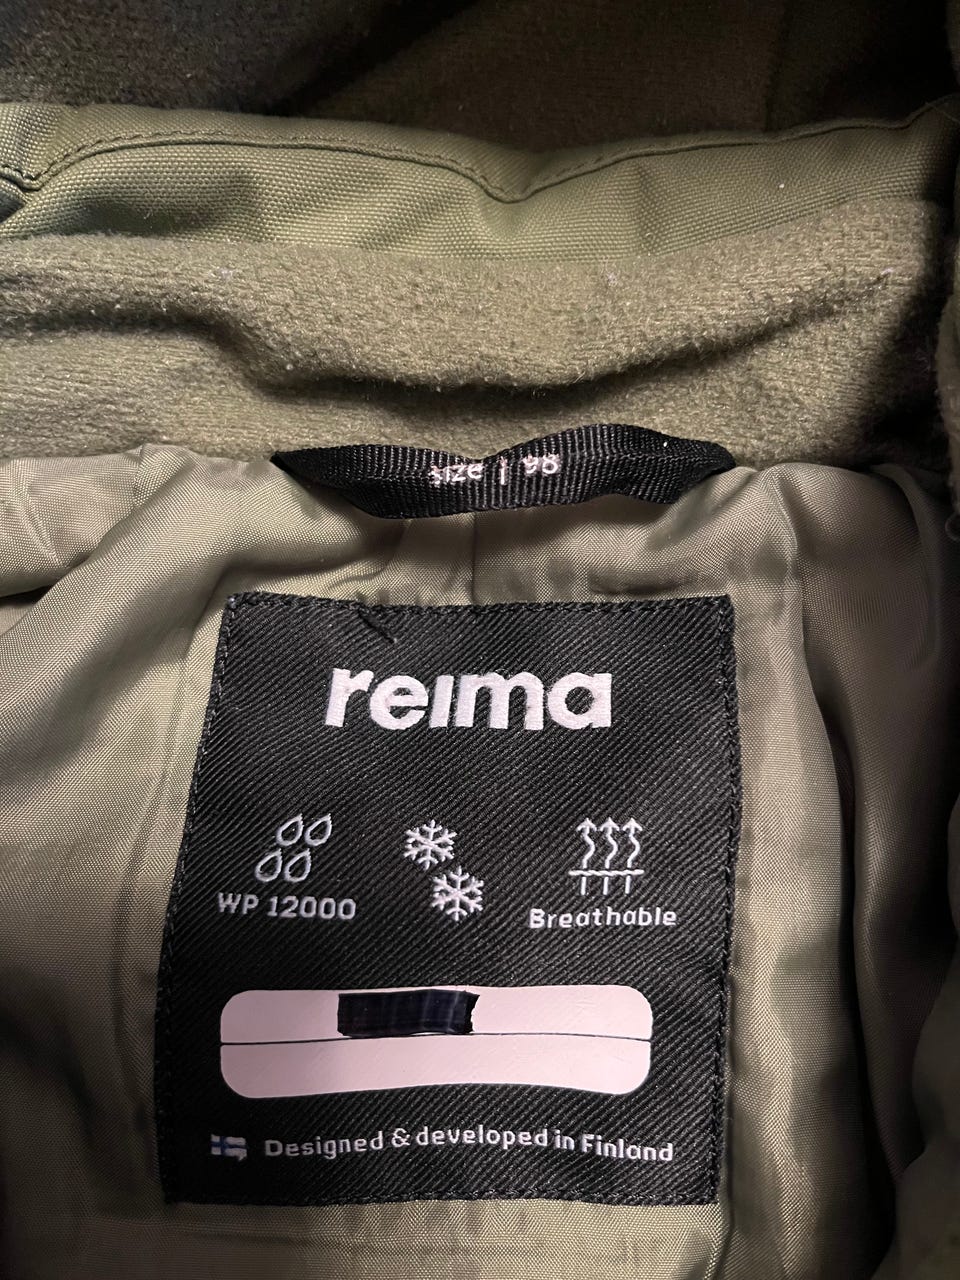 size | 98
reima
WP 12000
Breathable
Designed & developed in Finland